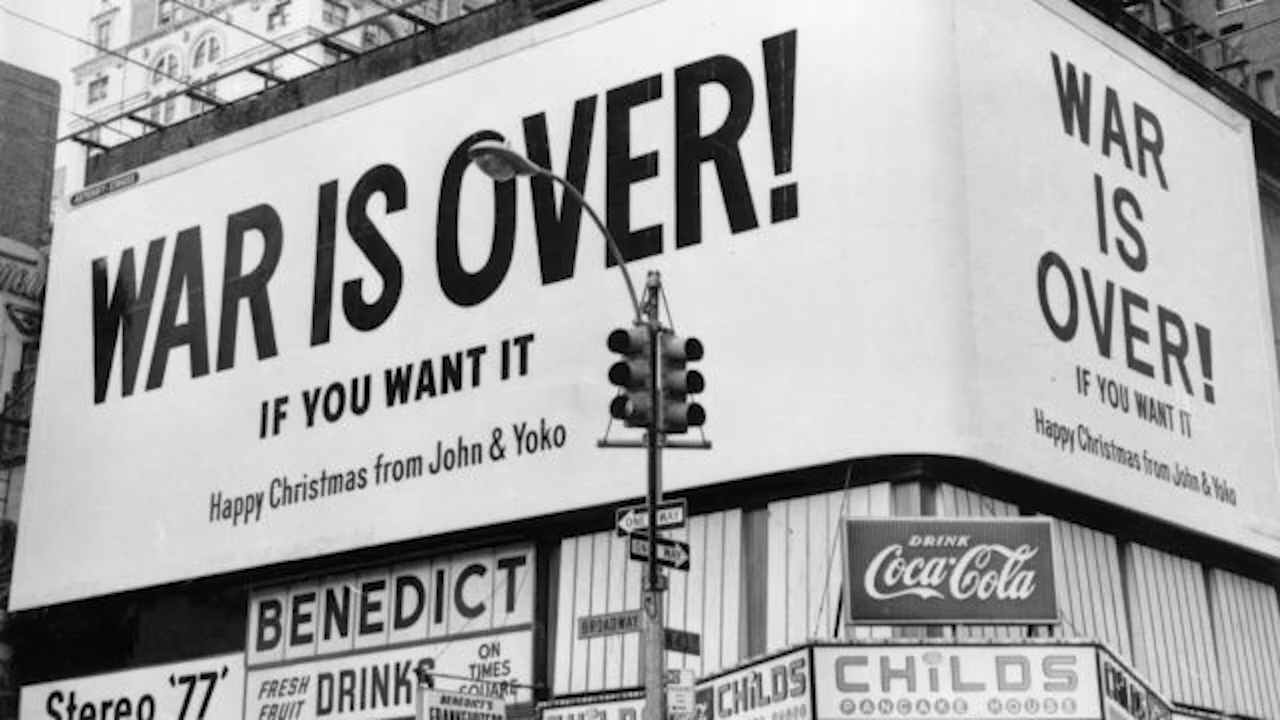 WAR IS OVER!
IF YOU WANT IT
Happy Christmas from John & Yoko
WAR
IS
OVER!
IF YOU WANT IT
Happy Christmas from John & Yoko
ONE WAY
ONE WAY
BROADWAY
DRINK
Coca-Cola
BENEDICT
FRESH
FRUIT
DRINKS
ON
TIMES
SQUARE
BENEDICT'S
Stereo '77'
CHiLDS
CHiLDS
PANCAKE HOUSE